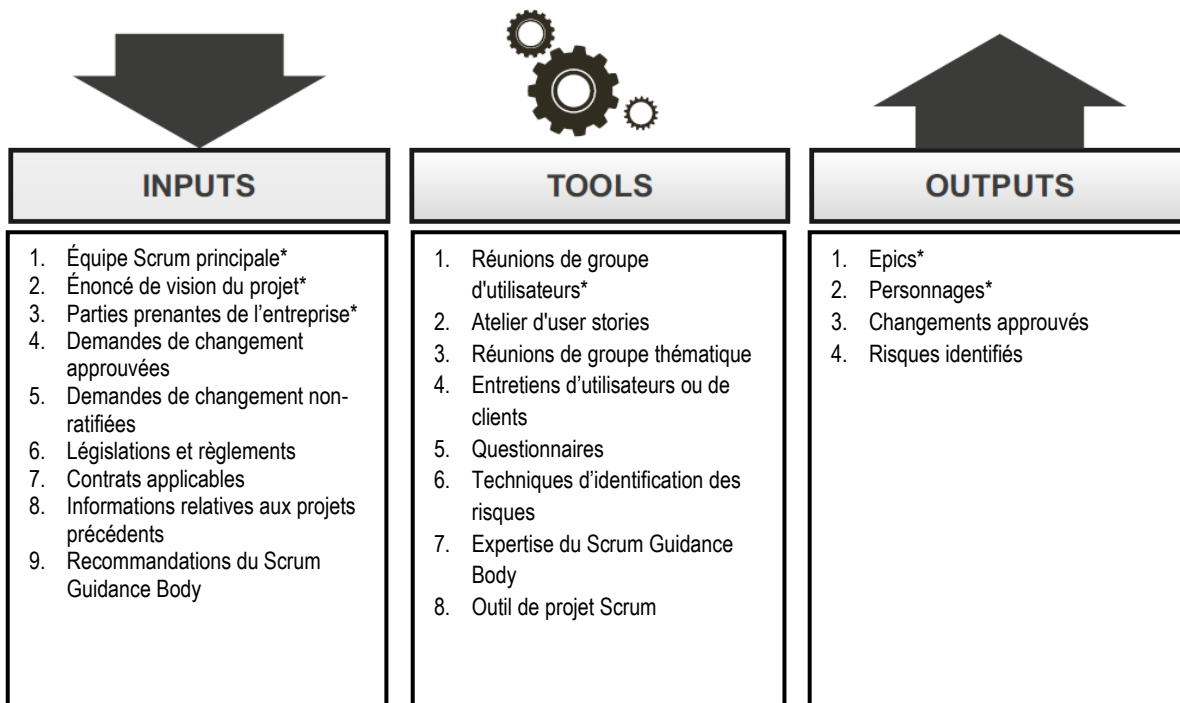 INPUTS
1. Équipe Scrum principale*
2. Énoncé de vision du projet*
3. Parties prenantes de l’entreprise*
4. Demandes de changement
approuvées
5. Demandes de changement non-
ratifiées
6. Législations et règlements
7. Contrats applicables
8. Informations relatives aux projets
précédents
9. Recommandations du Scrum
Guidance Body
TOOLS
1. Réunions de groupe
d'utilisateurs*
2. Atelier d'user stories
3. Réunions de groupe thématique
4. Entretiens d’utilisateurs ou de
clients
5. Questionnaires
6. Techniques d’identification des
risques
7. Expertise du Scrum Guidance
Body
8. Outil de projet Scrum
OUTPUTS
1. Epics*
2. Personnages*
3. Changements approuvés
4. Risques identifiés